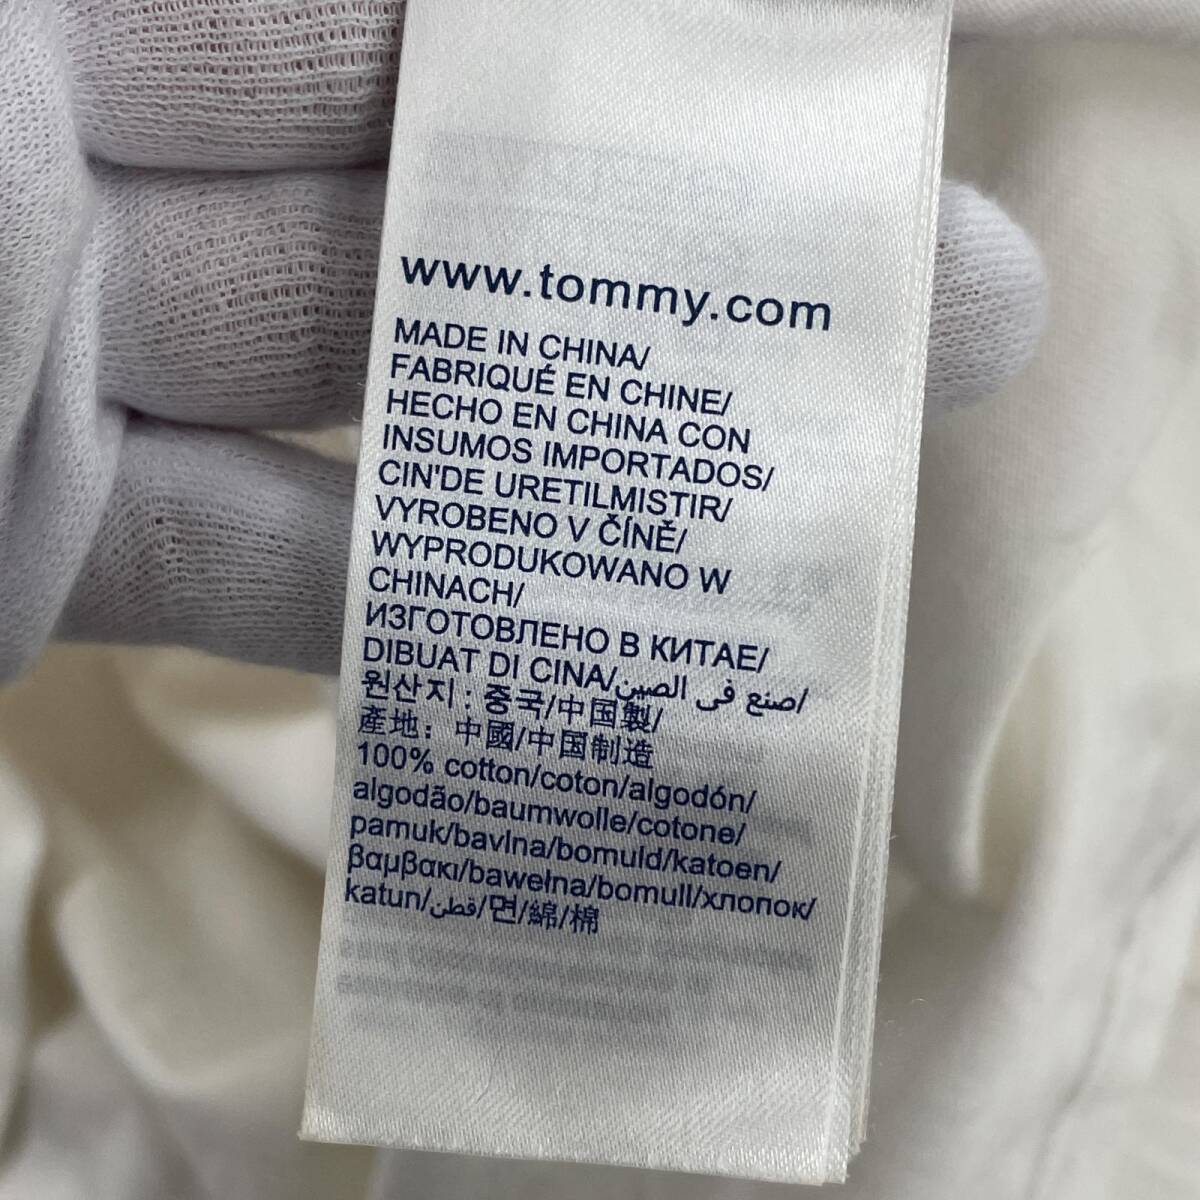 www.tommy.com
MADE IN CHINA/
FABRIQUÉ EN CHINE/
HECHO EN CHINA CON
INSUMOS IMPORTADOS/
CIN'DE URETILMISTIR/
VYROBENO V ČÍNĚ/
WYPRODUKOWANO W
CHINACH/
ИЗГОТОВЛЕНО В КИТАЕ/
DIBUAT DI CINA/صنع في الصين/
원산지 : 중국/中国製/
產地： 中國/中国制造
100% cotton/coton/algodón/
algodão/baumwolle/cotone/
pamuk/bavlna/bomuld/katoen/
βαμβακι/bawełna/bomull/хлопок/
katun/قطن/면/綿/棉